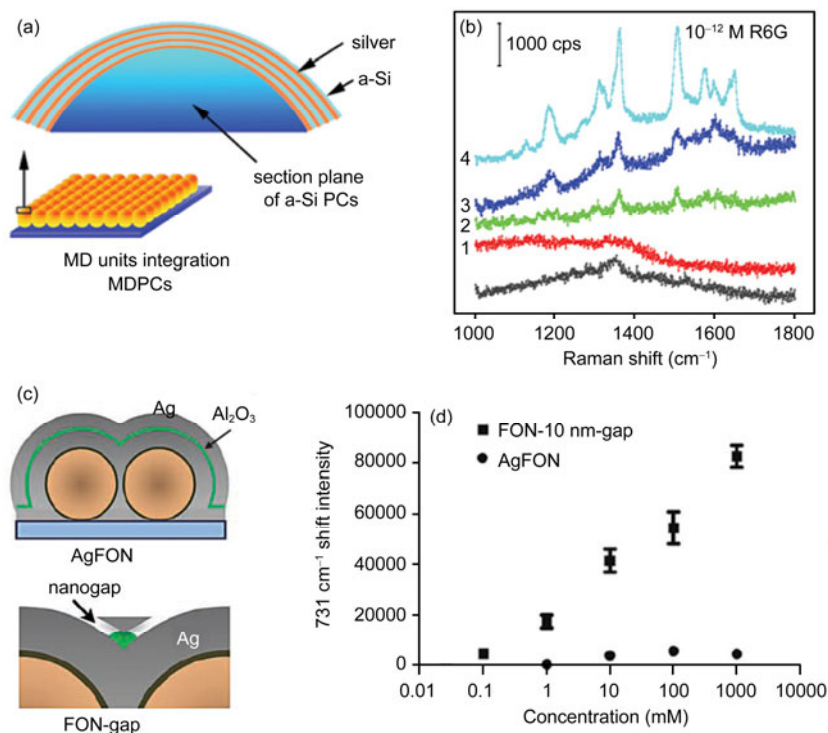 (a)
silver
a-Si
section plane
of a-Si PCs
MD units integration
MDPCs
(b)
1000 cps
10⁻¹² M R6G
4
3
2
1
1000 1200 1400 1600 1800
Raman shift (cm⁻¹)
(c)
Ag
Al₂O₃
AgFON
nanogap
Ag
FON-gap
(d)
FON-10 nm-gap
AgFON
731 cm⁻¹ shift intensity
100000
80000
60000
40000
20000
0
0.01 0.1 1 10 100 1000 10000
Concentration (mM)